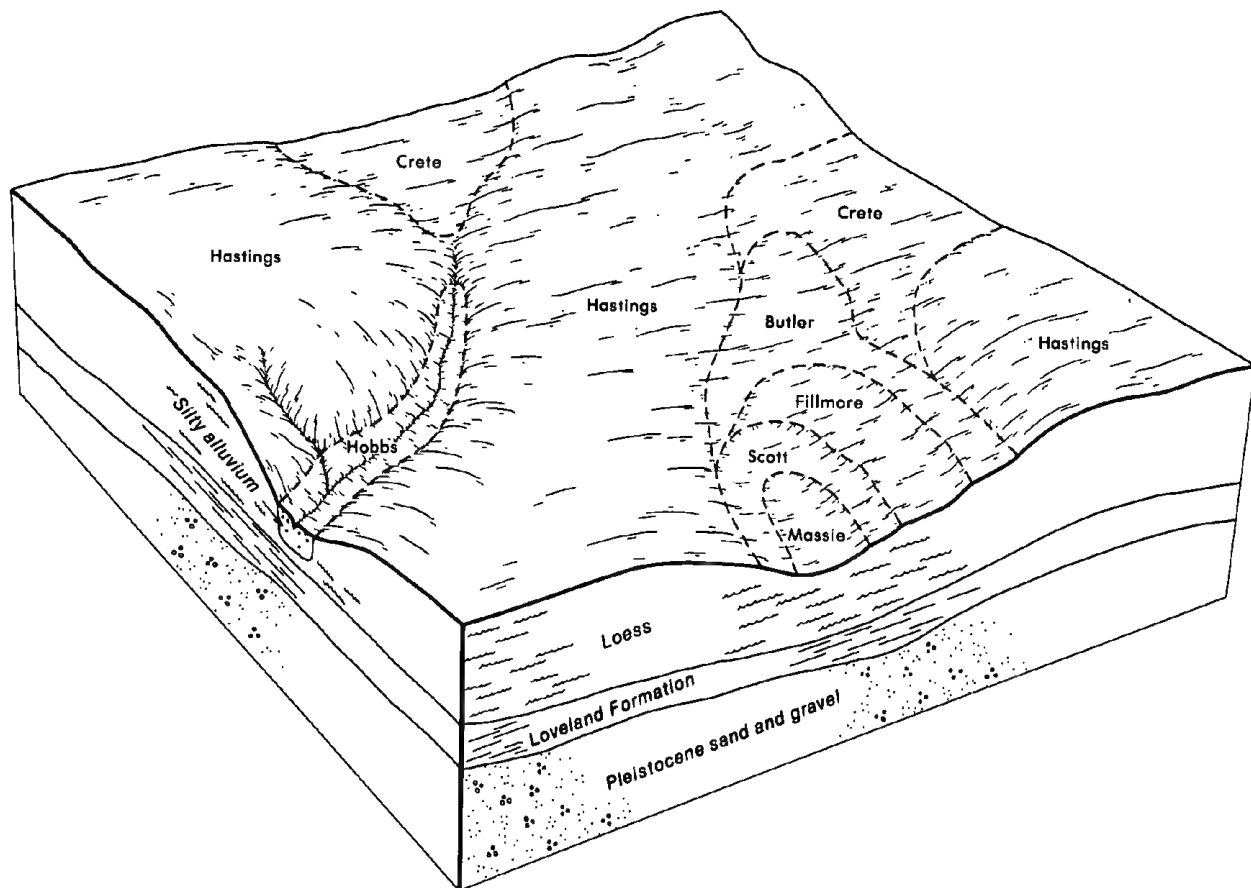 Crete
Crete
Hastings
Hastings
Butler
Hastings
Fillmore
Silty alluvium
Hobbs
Scott
Massie
Loess
Loveland Formation
Pleistocene sand and gravel